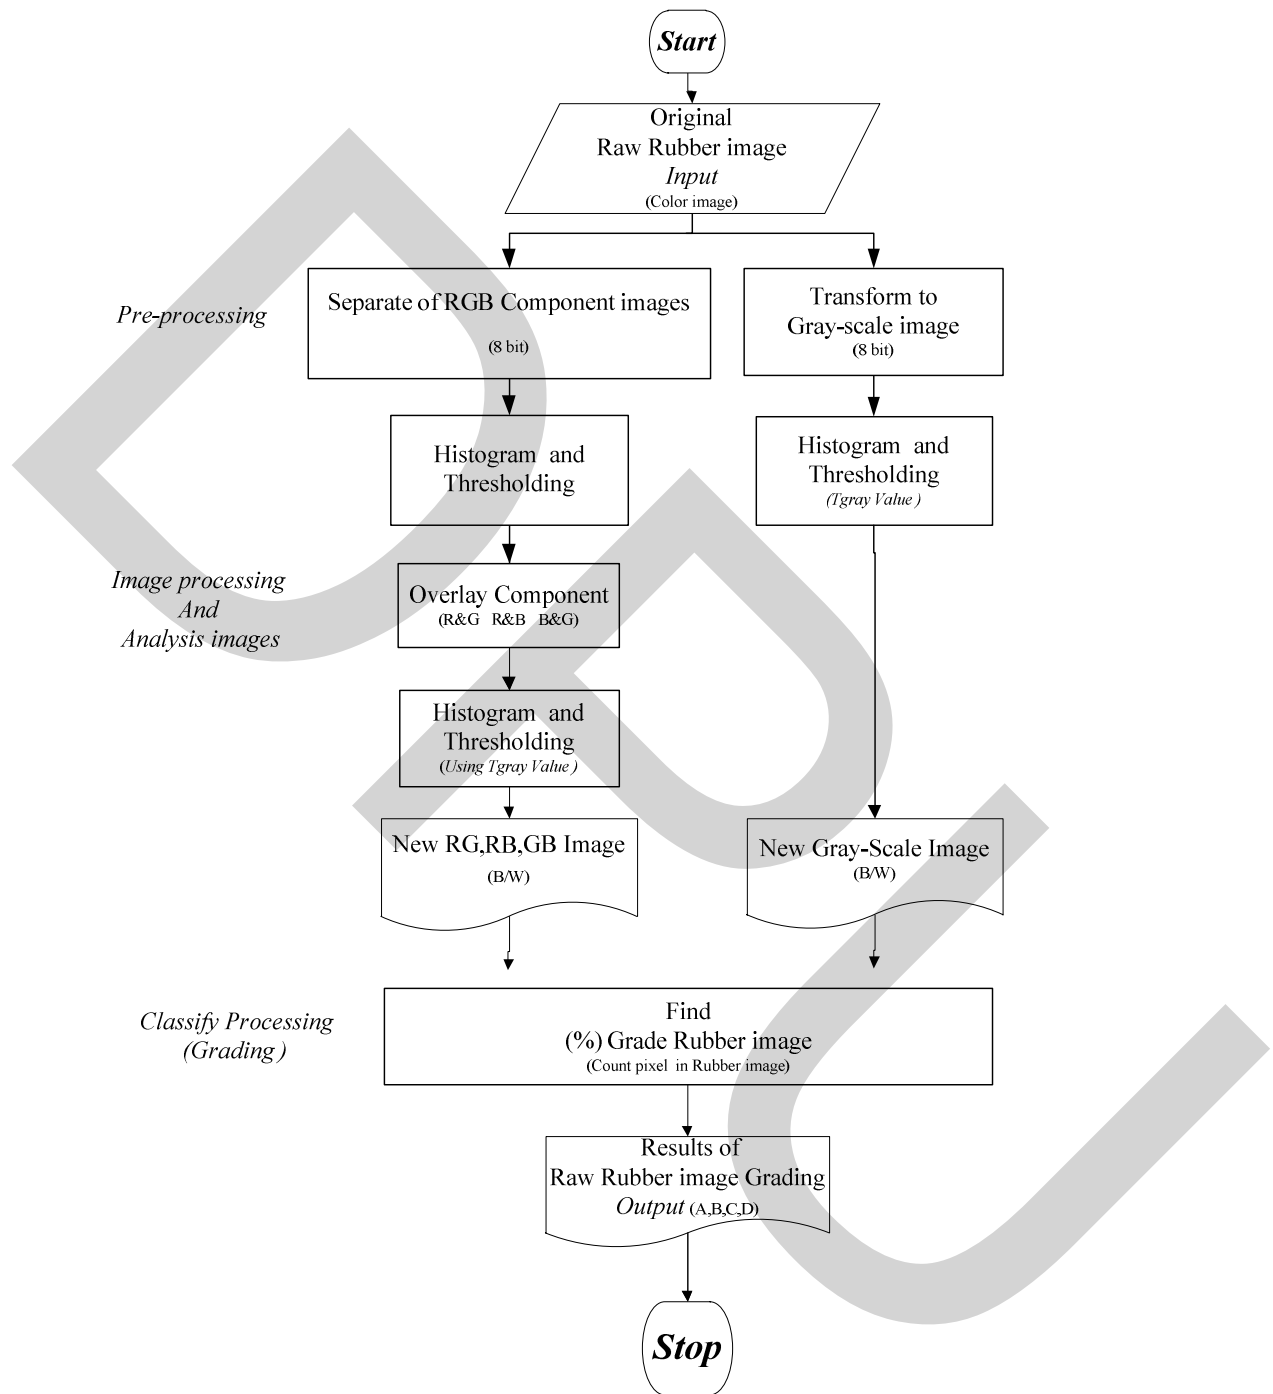 Start
Original
Raw Rubber image
Input
(Color image)
Pre-processing
Separate of RGB Component images
(8 bit)
Transform to
Gray-scale image
(8 bit)
Histogram and
Thresholding
Histogram and
Thresholding
(Tgray Value )
Image processing
And
Analysis images
Overlay Component
(R&G R&B B&G)
Histogram and
Thresholding
(Using Tgray Value )
New RG,RB,GB Image
(B/W)
New Gray-Scale Image
(B/W)
Classify Processing
(Grading )
Find
(%) Grade Rubber image
(Count pixel in Rubber image)
Results of
Raw Rubber image Grading
Output (A,B,C,D)
Stop
DPU